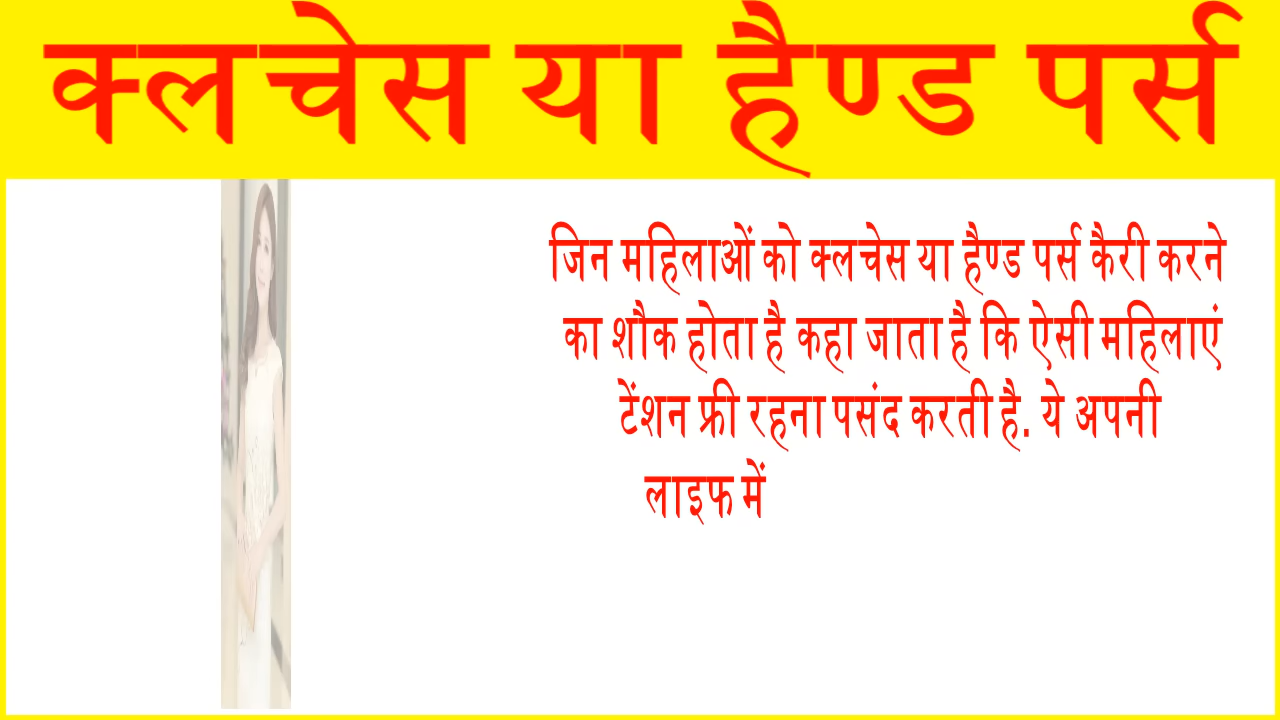 क्लचेस या हैण्ड पर्स
जिन महिलाओं को क्लचेस या हैण्ड पर्स कैरी करने
का शौक होता है कहा जाता है कि ऐसी महिलाएं
टेंशन फ्री रहना पसंद करती है. ये अपनी
लाइफ में